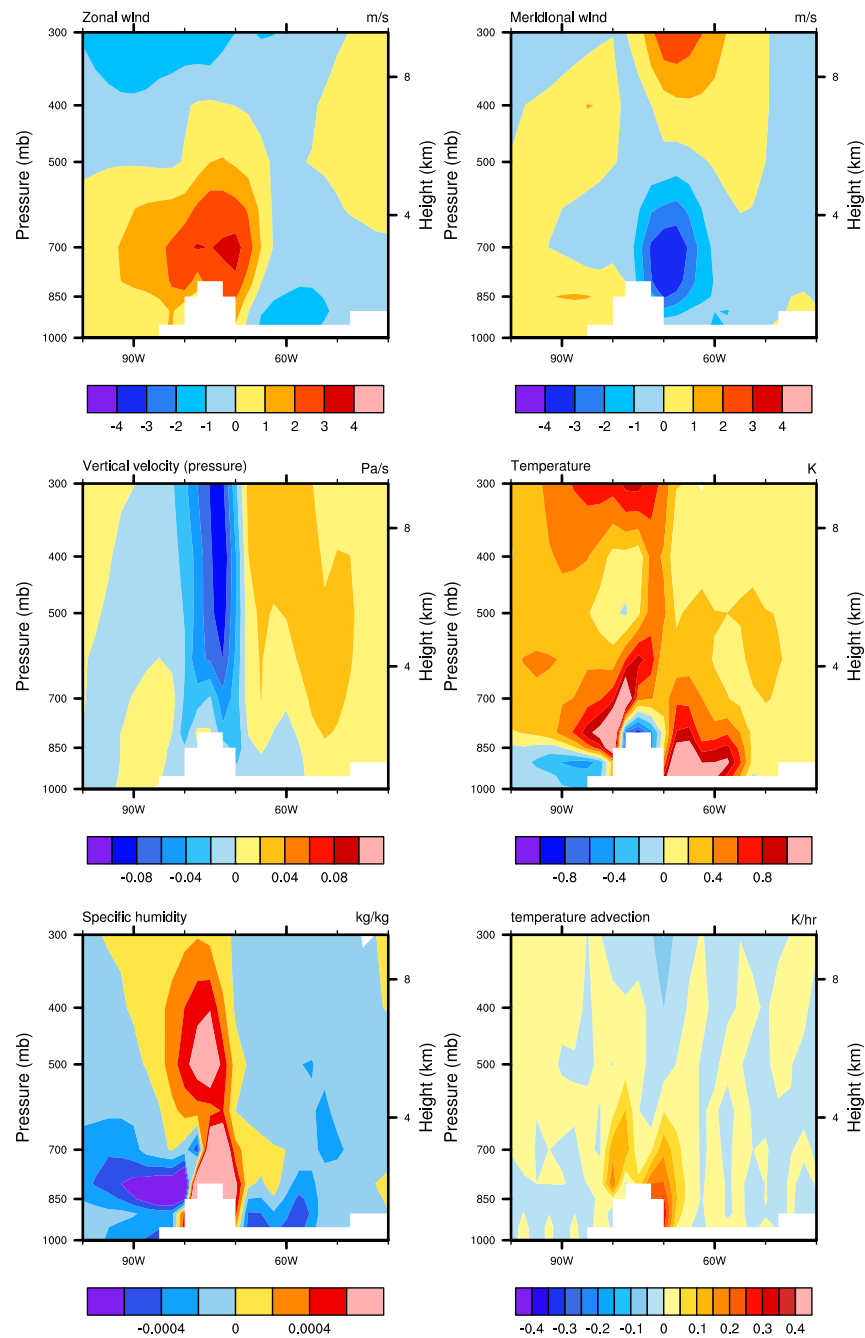 Zonal wind m/s
300
400
500
700
850
1000
Pressure (mb)
8
4
Height (km)
90W 60W
-4 -3 -2 -1 0 1 2 3 4
Meridional wind m/s
300
400
500
700
850
1000
Pressure (mb)
8
4
Height (km)
90W 60W
-4 -3 -2 -1 0 1 2 3 4
Vertical velocity (pressure) Pa/s
300
400
500
700
850
1000
Pressure (mb)
8
4
Height (km)
90W 60W
-0.08 -0.04 0 0.04 0.08
Temperature K
300
400
500
700
850
1000
Pressure (mb)
8
4
Height (km)
90W 60W
-0.8 -0.4 0 0.4 0.8
Specific humidity kg/kg
300
400
500
700
850
1000
Pressure (mb)
8
4
Height (km)
90W 60W
-0.0004 0 0.0004
temperature advection K/hr
300
400
500
700
850
1000
Pressure (mb)
8
4
Height (km)
90W 60W
-0.4 -0.3 -0.2 -0.1 0 0.1 0.2 0.3 0.4